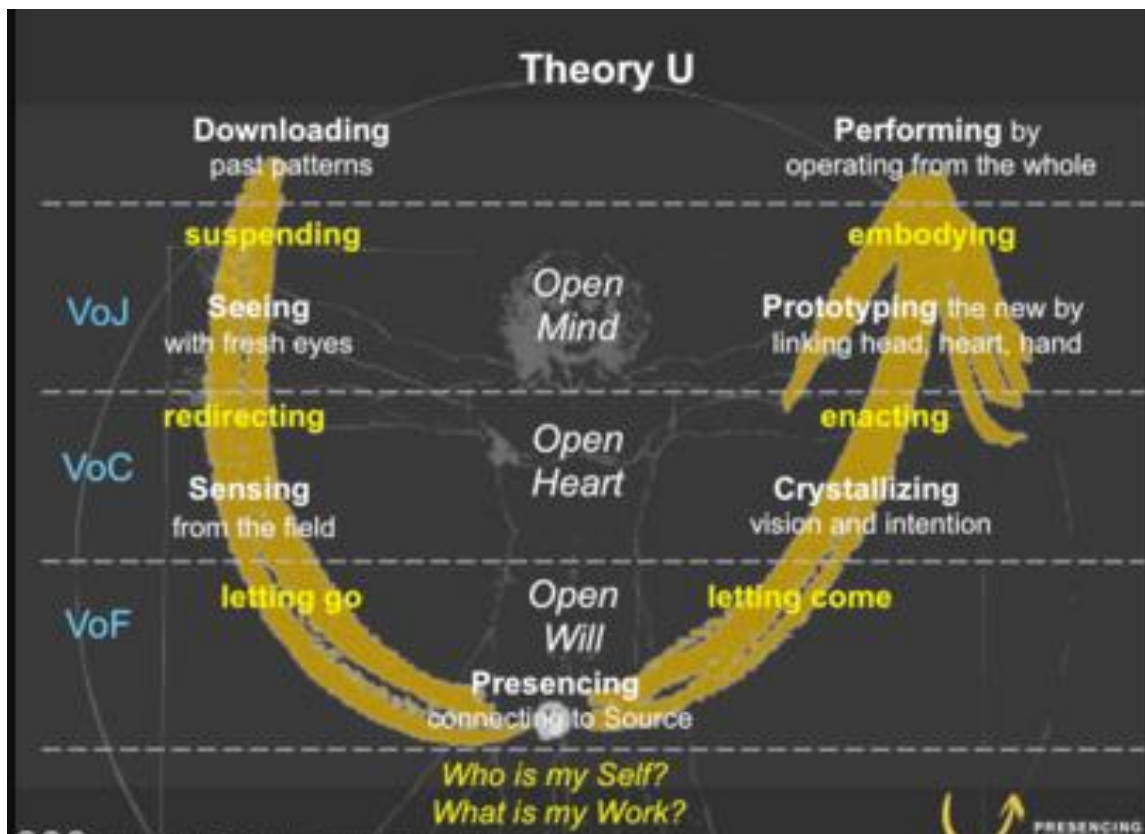 Theory U
Downloading
past patterns
Performing by
operating from the whole
suspending
embodying
VoJ
Seeing
with fresh eyes
Open
Mind
Prototyping the new by
linking head, heart, hand
redirecting
enacting
VoC
Open
Heart
Sensing
from the field
Crystallizing
vision and intention
letting go
letting come
VoF
Open
Will
Presencing
connecting to Source
Who is my Self?
What is my Work?
PRESENCING